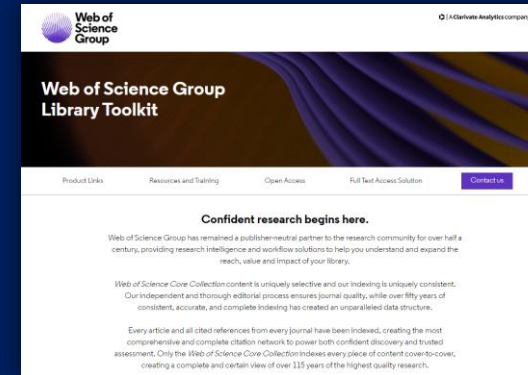 Web of
Science
Group
A Clarivate Analytics company
Web of Science Group
Library Toolkit
Product Links
Resources and Training
Open Access
Full Text Access Solution
Contact us
Confident research begins here.
Web of Science Group has remained a publisher-neutral partner to the research community for over half a
century, providing research intelligence and workflow solutions to help you understand and expand the
reach, value and impact of your library.
Web of Science Core Collection content is uniquely selective and our indexing is uniquely consistent.
Our independent and thorough editorial process ensures journal quality, while over fifty years of
consistent, accurate, and complete indexing has created an unparalleled data structure.
Every article and all cited references from every journal have been indexed, creating the most
comprehensive and complete citation network to power both confident discovery and trusted
assessment. Only the Web of Science Core Collection indexes every piece of content cover-to-cover,
creating a complete and certain view of over 115 years of the highest quality research.